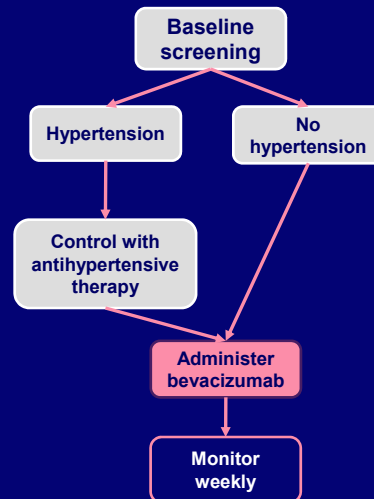 Baseline
screening
Hypertension
No
hypertension
Control with
antihypertensive
therapy
Administer
bevacizumab
Monitor
weekly